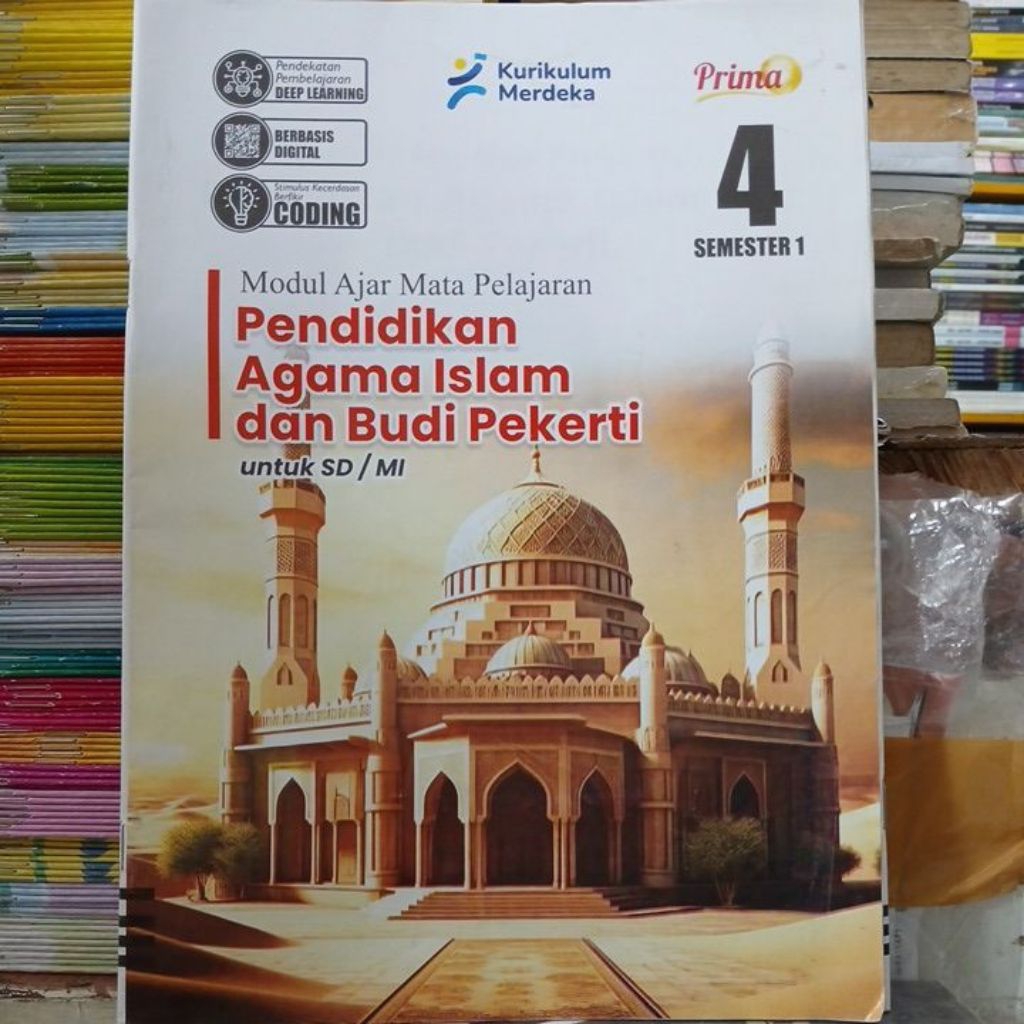 Pendekatan
Pembelajaran
DEEP LEARNING
BERBASIS
DIGITAL
Stimulus Kecerdasan
Berfikir
CODING
Kurikulum
Merdeka
Prima
4
SEMESTER 1
Modul Ajar Mata Pelajaran
Pendidikan
Agama Islam
dan Budi Pekerti
untuk SD / MI